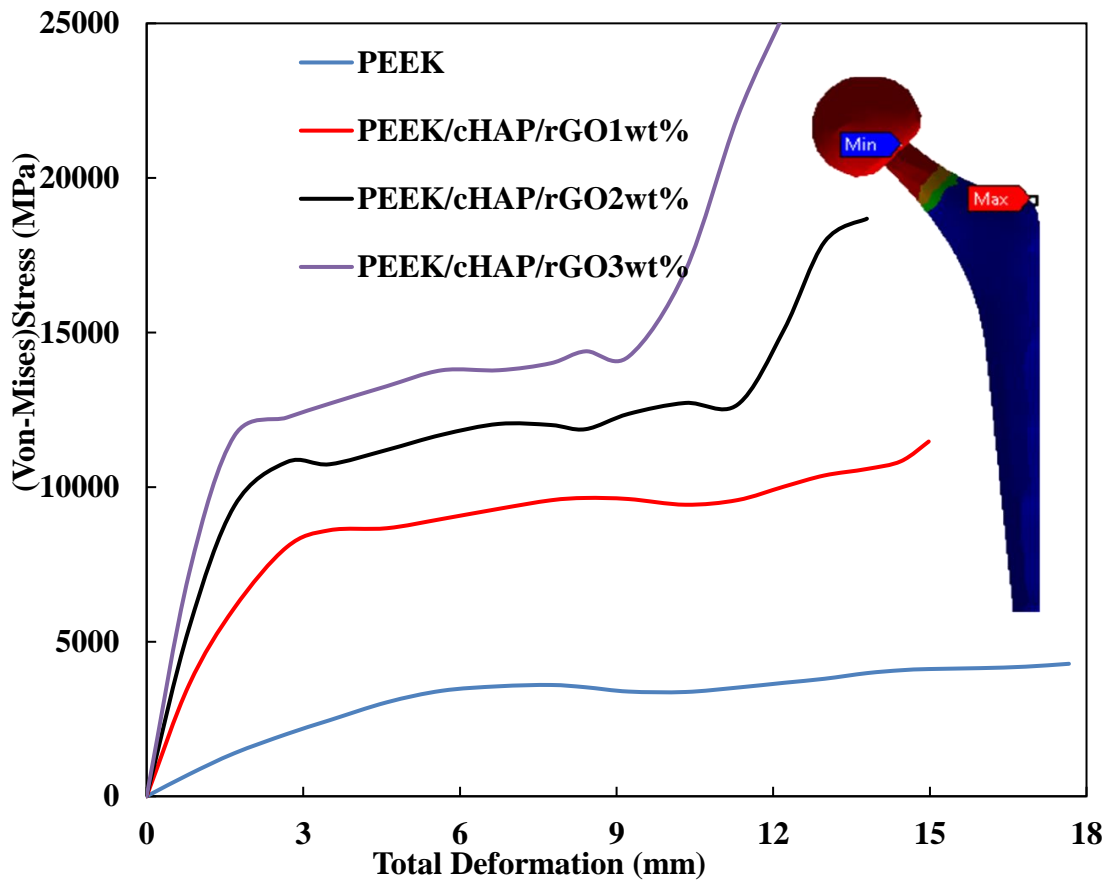 25000
20000
15000
10000
5000
0
(Von-Mises)Stress (MPa)
PEEK
PEEK/cHAP/rGO1wt%
PEEK/cHAP/rGO2wt%
PEEK/cHAP/rGO3wt%
Min
Max
0 3 6 9 12 15 18
Total Deformation (mm)